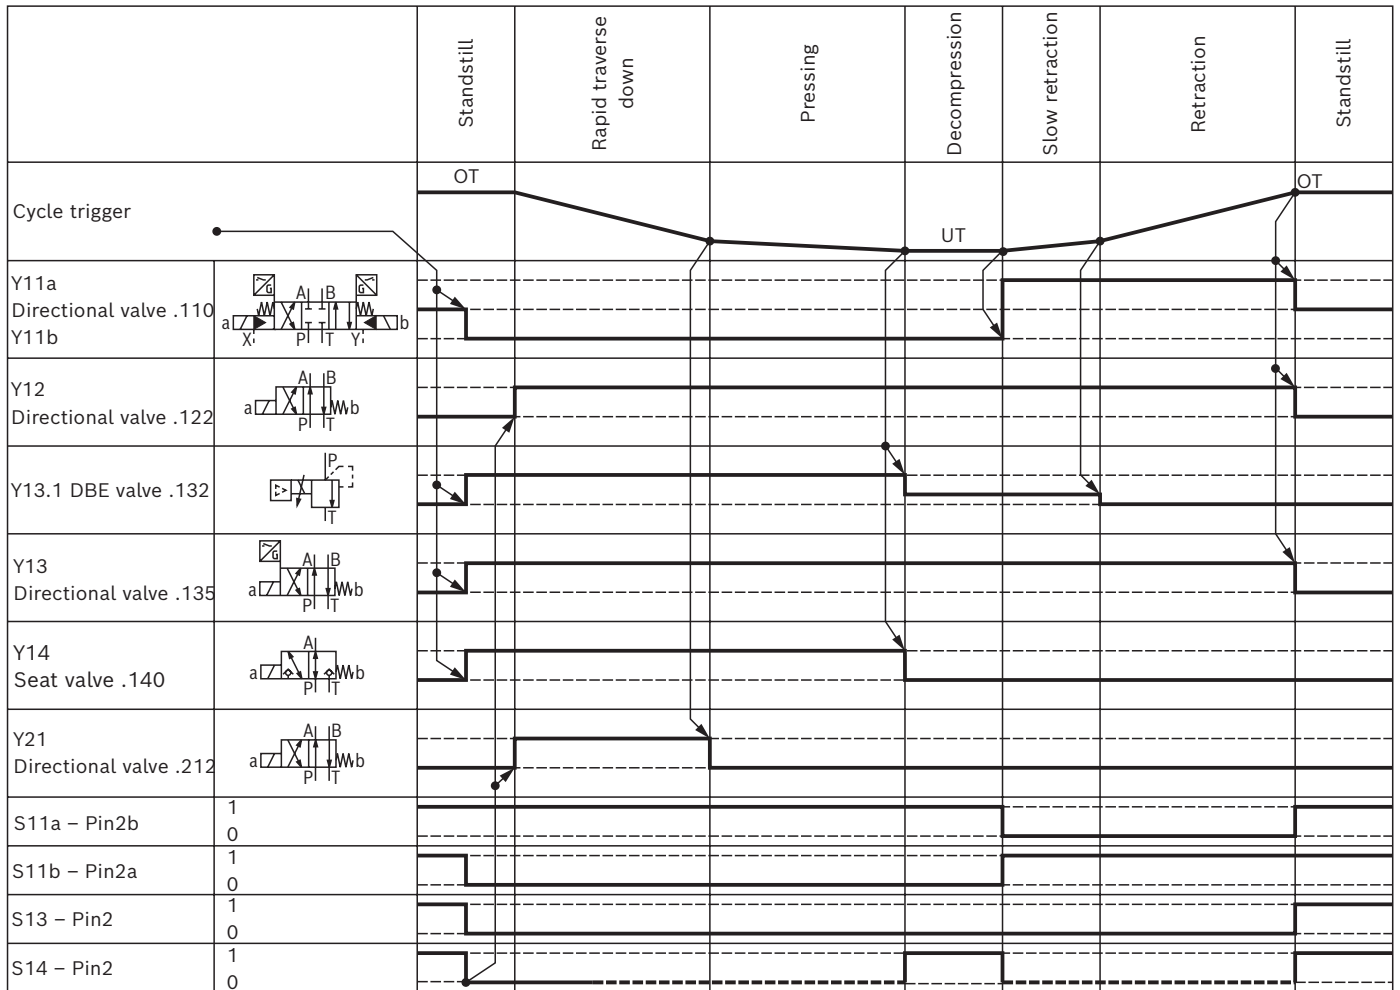 Standstill
Rapid traverse
down
Pressing
Decompression
Slow retraction
Retraction
Standstill
Cycle trigger
OT
UT
OT
Y11a
Directional valve .110
Y11b
A B
a b
X P T Y
G G
Y12
Directional valve .122
A B
a b
P T
Y13.1 DBE valve .132
P
T
Y13
Directional valve .135
G
A B
a b
P T
Y14
Seat valve .140
A
a b
P T
Y21
Directional valve .212
A B
a b
P T
S11a – Pin2b
1
0
S11b – Pin2a
1
0
S13 – Pin2
1
0
S14 – Pin2
1
0